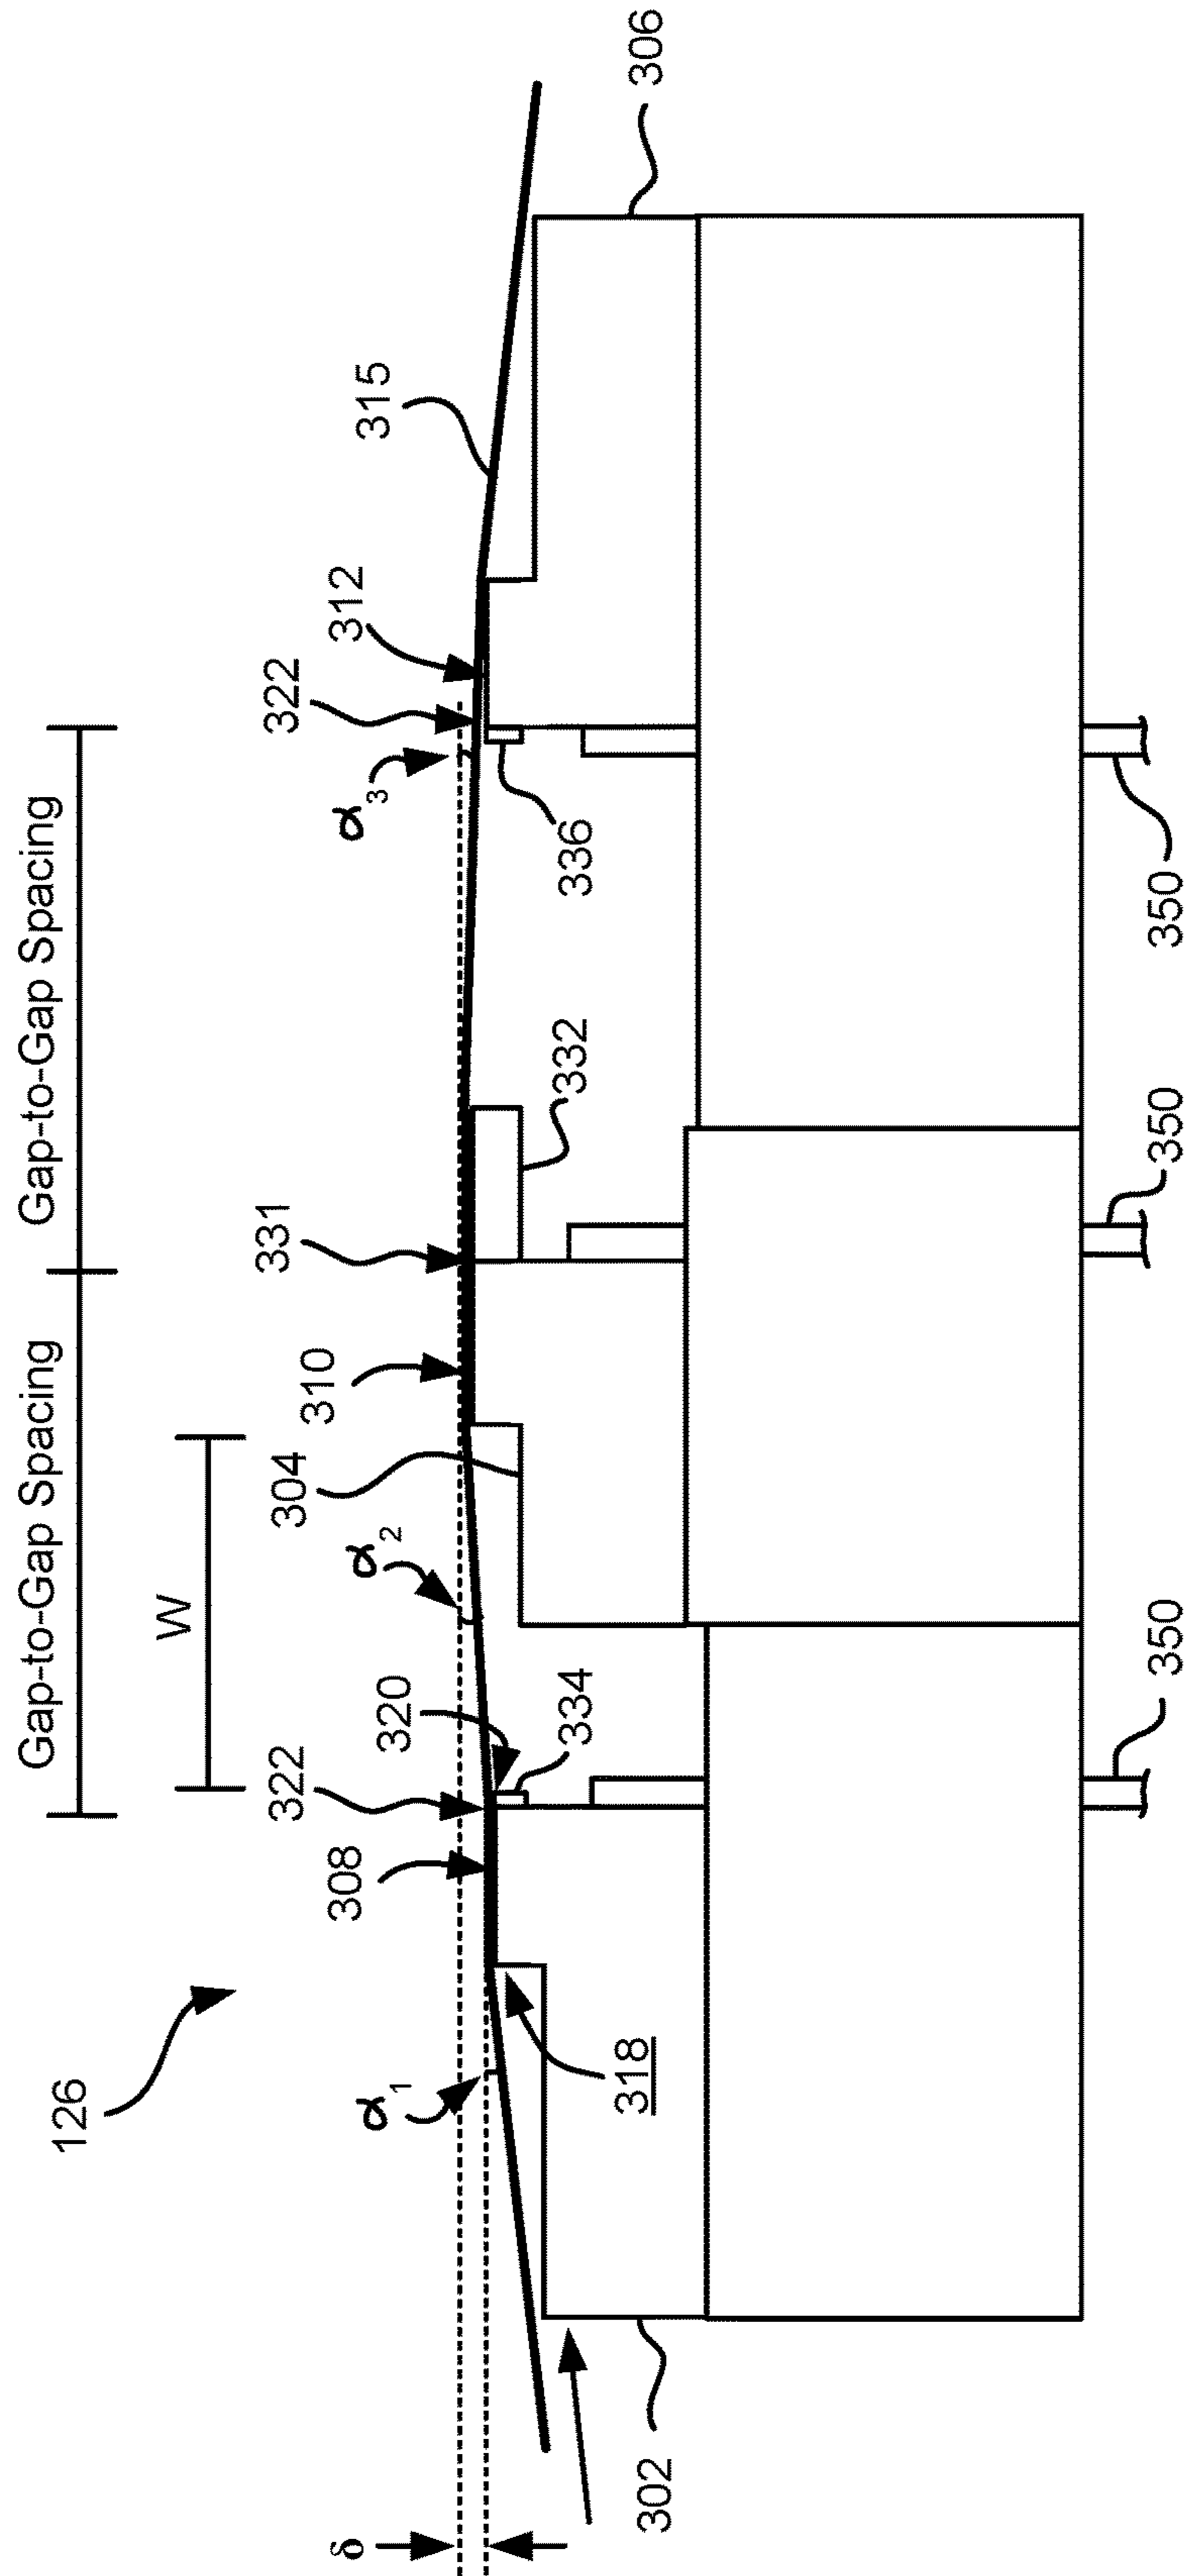 Gap-to-Gap Spacing
Gap-to-Gap Spacing
W
126
δ
α1
308
322
320
334
α2
304
310
331
332
α3
322
312
336
315
306
318
302
350
350
350